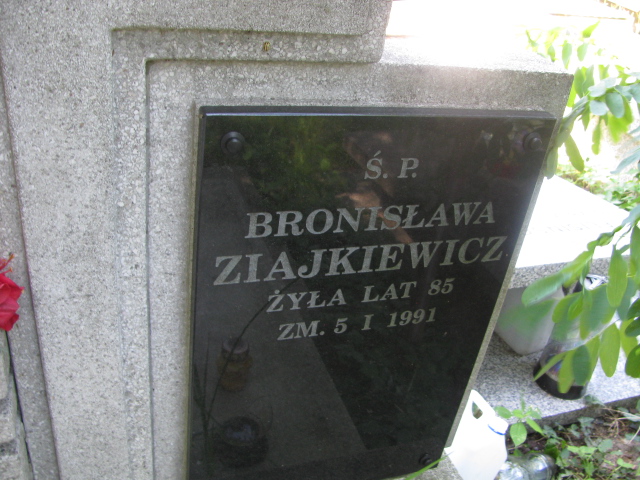 Ś. P.
BRONISŁAWA
ZIAJKIEWICZ
ŻYŁA LAT 85
ZM. 5 I 1991